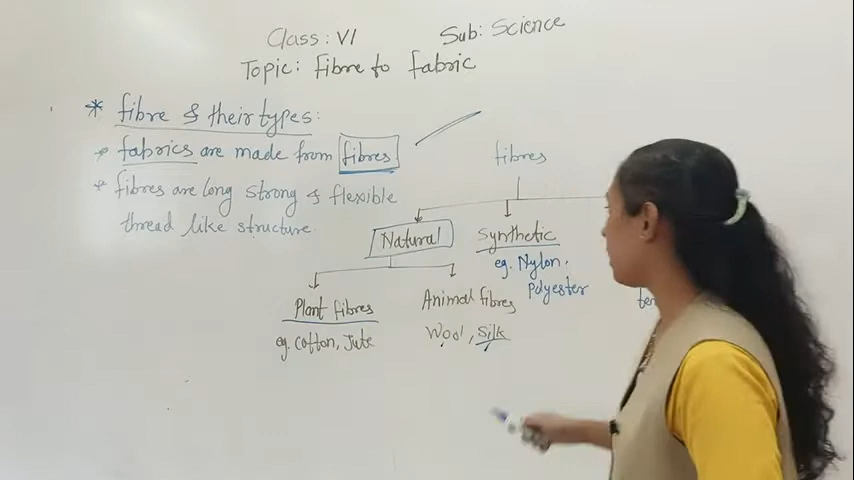 Class: VI Sub: Science
Topic: Fibre to fabric
* fibre & their types:
fabrics are made from fibres
* fibres are long strong & flexible
thread like structure.
fibres
Natural
Synthetic
eg. Nylon,
Polyester
Plant fibres
eg. Cotton, Jute
Animal fibres
Wool, Silk